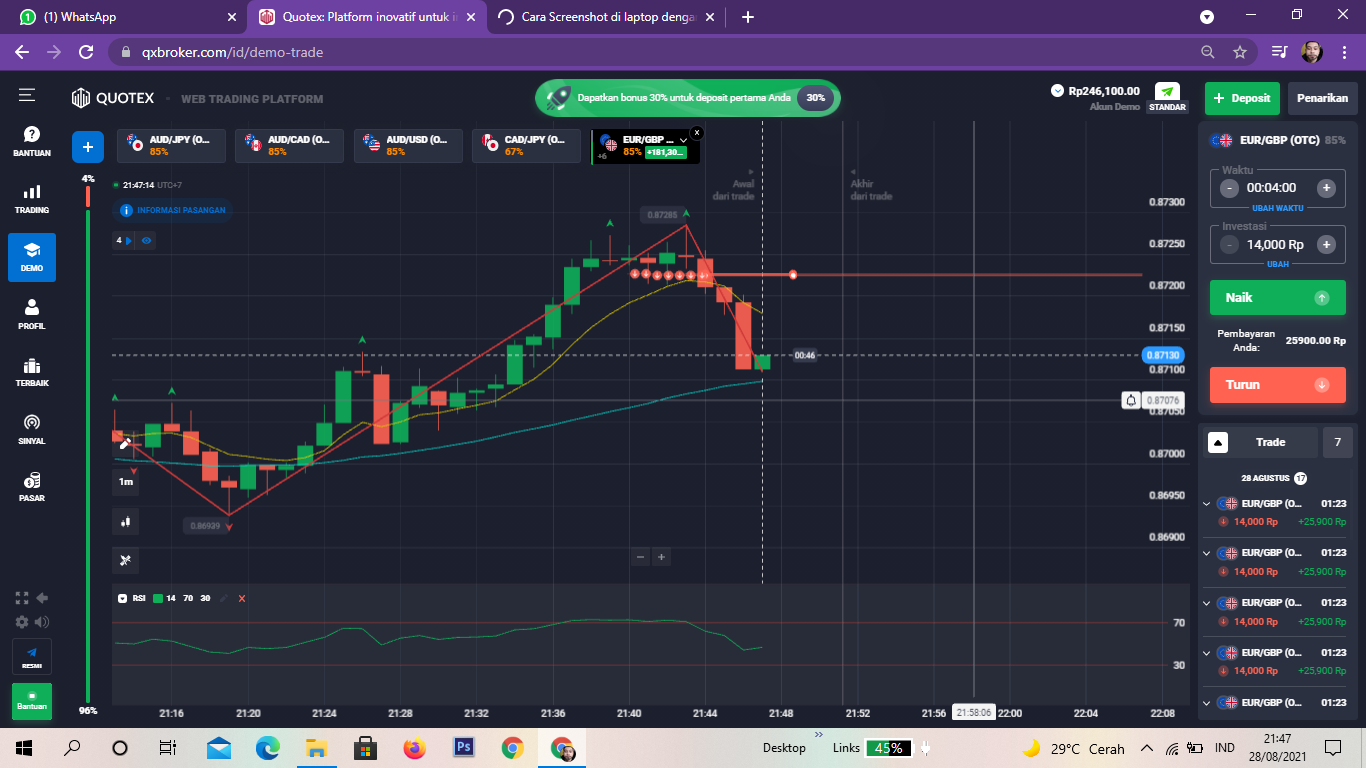 (1) WhatsApp
Quotex: Platform inovatif untuk i
Cara Screenshot di laptop denga
qxbroker.com/id/demo-trade
QUOTEX
WEB TRADING PLATFORM
Dapatkan bonus 30% untuk deposit pertama Anda 30%
Rp246,100.00
Akun Demo
STANDAR
+ Deposit
Penarikan
BANTUAN
TRADING
DEMO
PROFIL
TERBAIK
SINYAL
PASAR
RESMI
Bantuan
+
AUD/JPY (O...
85%
AUD/CAD (O...
85%
AUD/USD (O...
85%
CAD/JPY (O...
67%
EUR/GBP ...
+6
85% +181,30...
4%
96%
21:47:14 UTC+7
INFORMASI PASANGAN
4
Awal
dari trade
Akhir
dari trade
0.87285
0.86939
00:46
1m
0.87300
0.87250
0.87200
0.87150
0.87130
0.87100
0.87076
0.87050
0.87000
0.86950
0.86900
RSI 14 70 30
70
30
21:16
21:20
21:24
21:28
21:32
21:36
21:40
21:44
21:48
21:52
21:56
21:58:06
22:00
22:04
22:08
EUR/GBP (OTC) 85%
Waktu
- 00:04:00 +
UBAH WAKTU
Investasi
- 14,000 Rp +
UBAH
Naik
Pembayaran
Anda:
25900.00 Rp
Turun
Trade 7
28 AGUSTUS 17
EUR/GBP (O... 01:23
14,000 Rp +25,900 Rp
EUR/GBP (O... 01:23
14,000 Rp +25,900 Rp
EUR/GBP (O... 01:23
14,000 Rp +25,900 Rp
EUR/GBP (O... 01:23
14,000 Rp +25,900 Rp
EUR/GBP (O... 01:23
Ps
Desktop
Links
45%
29°C Cerah
IND
21:47
28/08/2021